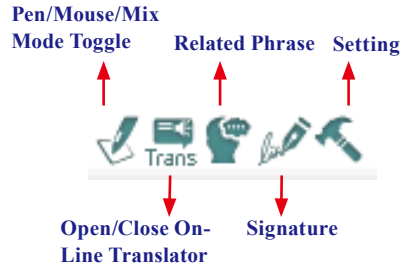 Pen/Mouse/Mix
Mode Toggle
Related Phrase
Setting
Trans
Open/Close On-
Line Translator
Signature